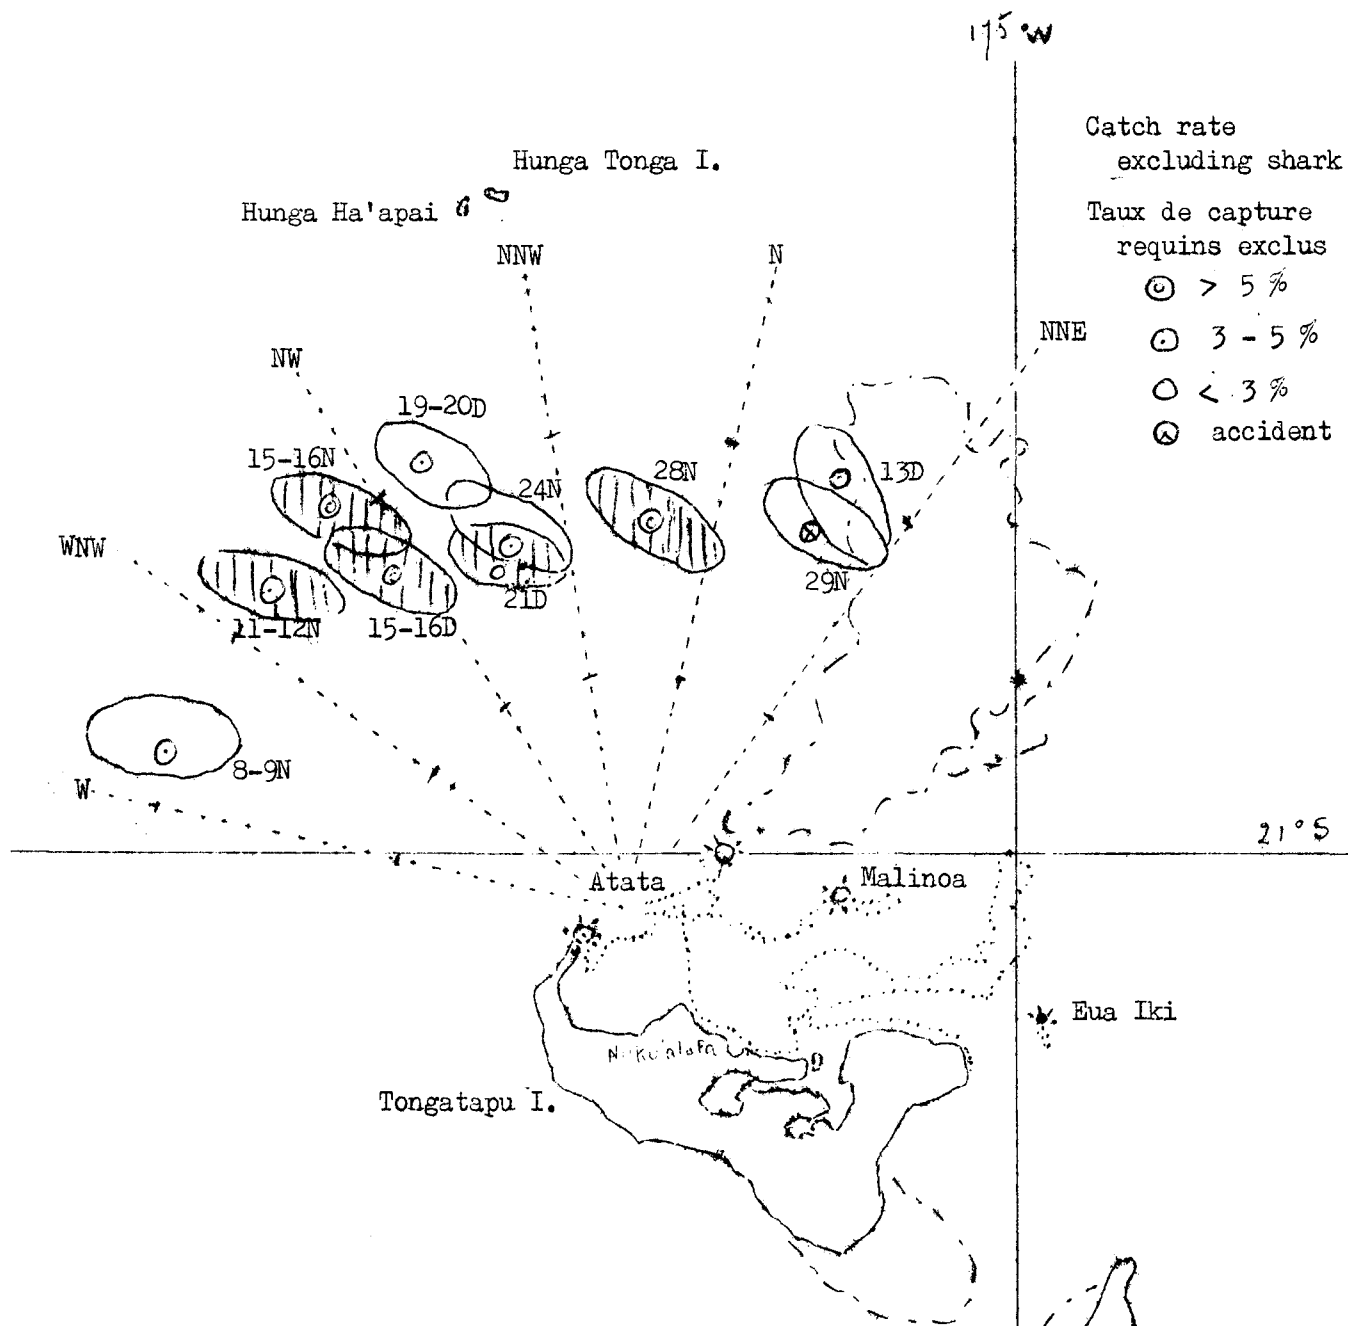 175°W
Catch rate
excluding shark
Hunga Tonga I.
Hunga Ha'apai
Taux de capture
requins exclus
NNW
N
> 5 %
NNE
3 - 5 %
NW
< 3 %
19-20D
accident
15-16N
24N
28N
13D
WNW
29N
21D
11-12N
15-16D
8-9N
W
21°S
Atata
Malinoa
Eua Iki
Nuku'alofa
Tongatapu I.